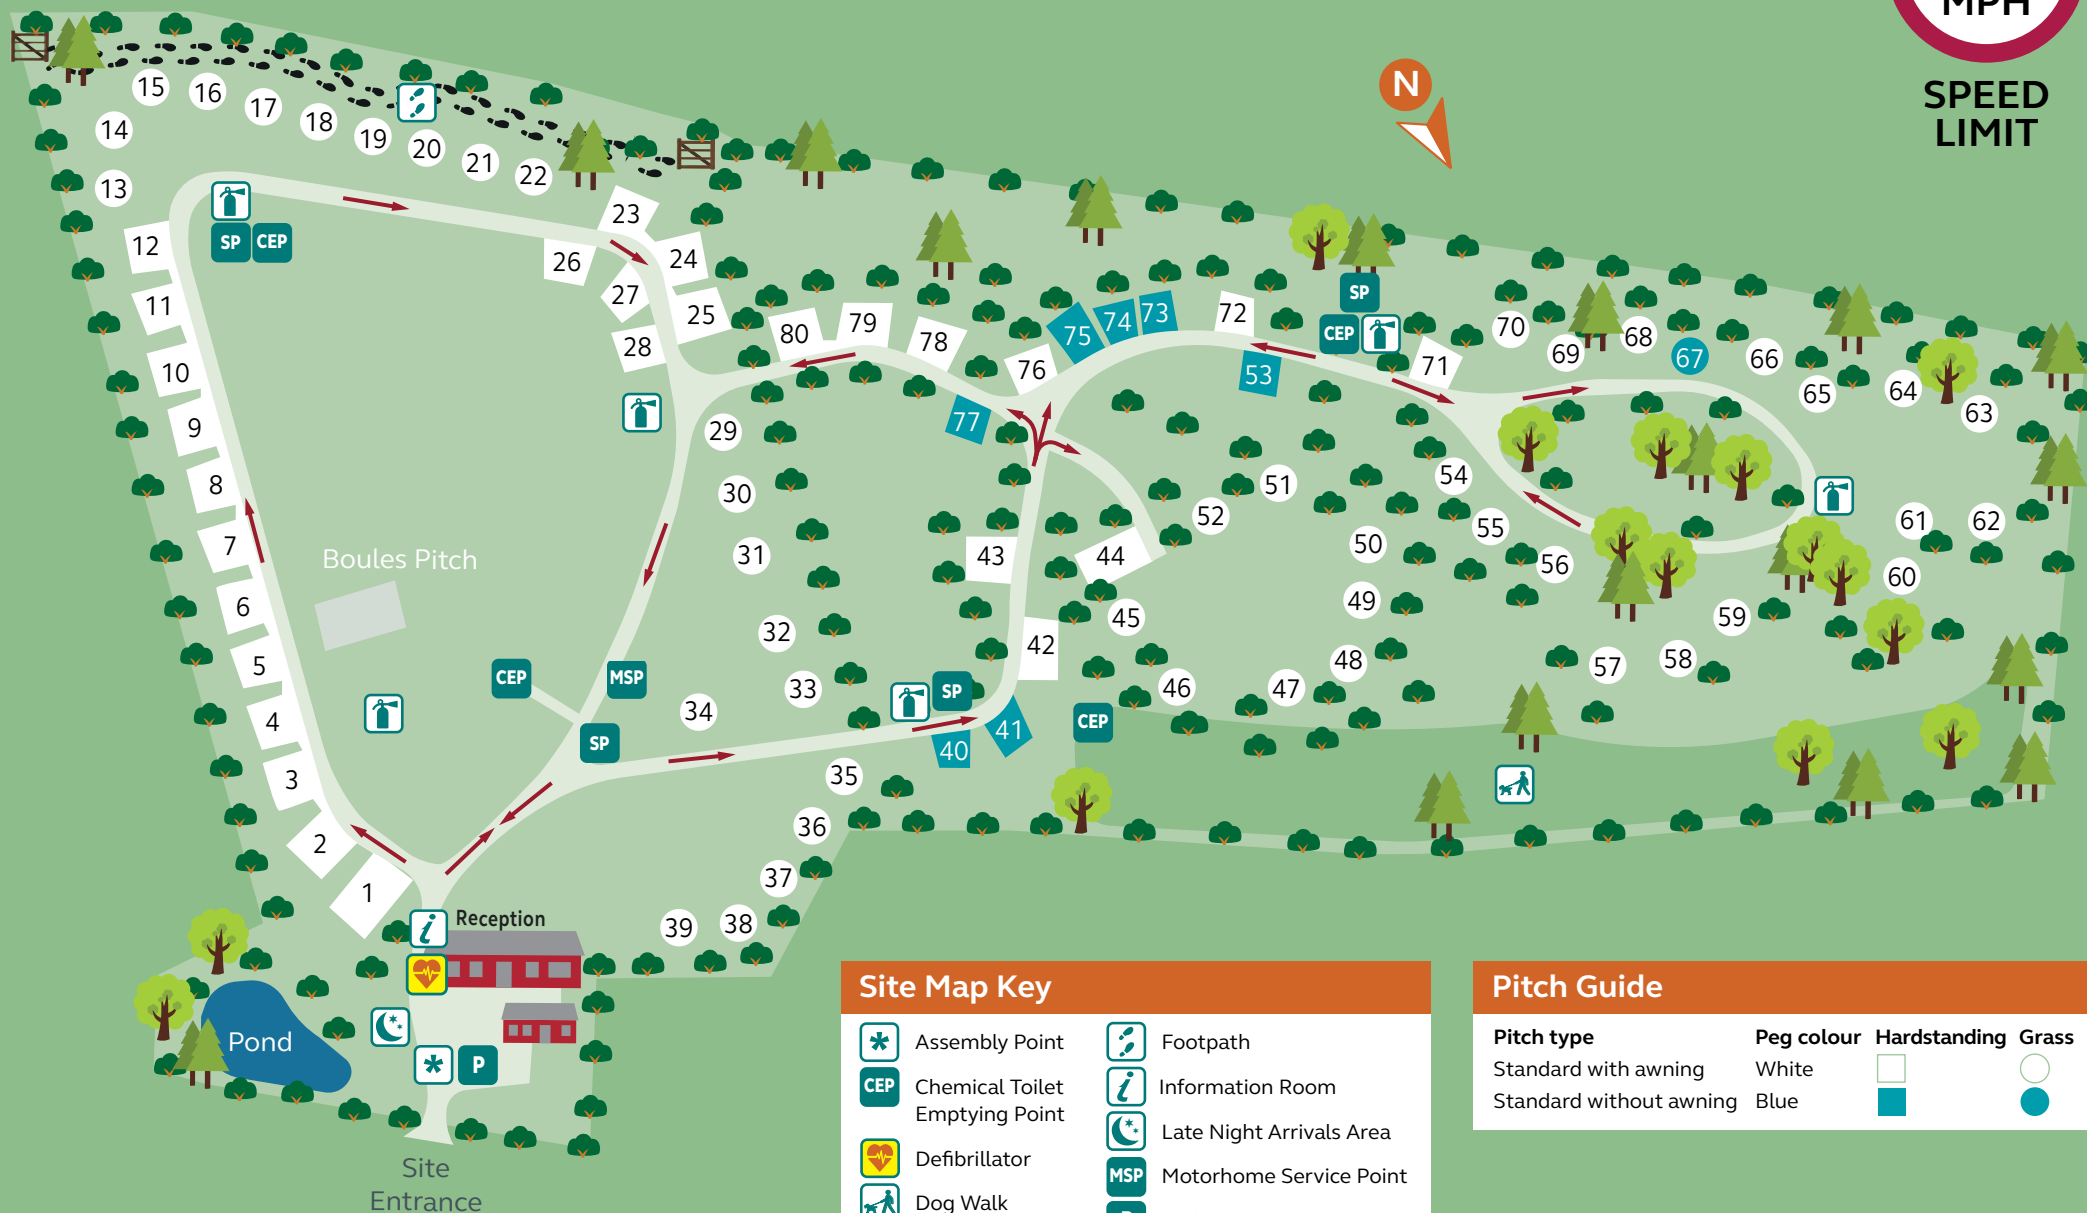 MPH
SPEED
LIMIT
N
15
16
17
18
19
20
21
22
14
13
23
24
25
26
27
28
12
11
10
9
8
7
6
5
4
3
2
1
SP
CEP
80
79
78
76
75
74
73
72
SP
CEP
53
71
70
69
68
67
66
65
64
63
77
29
30
31
32
33
34
43
44
42
45
46
47
48
49
50
51
52
54
55
56
57
58
59
60
61
62
Boules Pitch
CEP
MSP
SP
SP
40
41
CEP
35
36
37
38
39
Reception
i
Pond
*
P
Site
Entrance
Site Map Key
* Assembly Point
CEP Chemical Toilet
Emptying Point
Defibrillator
Dog Walk
Footpath
i Information Room
Late Night Arrivals Area
MSP Motorhome Service Point
Pitch Guide
Pitch type Peg colour Hardstanding Grass
Standard with awning White
Standard without awning Blue